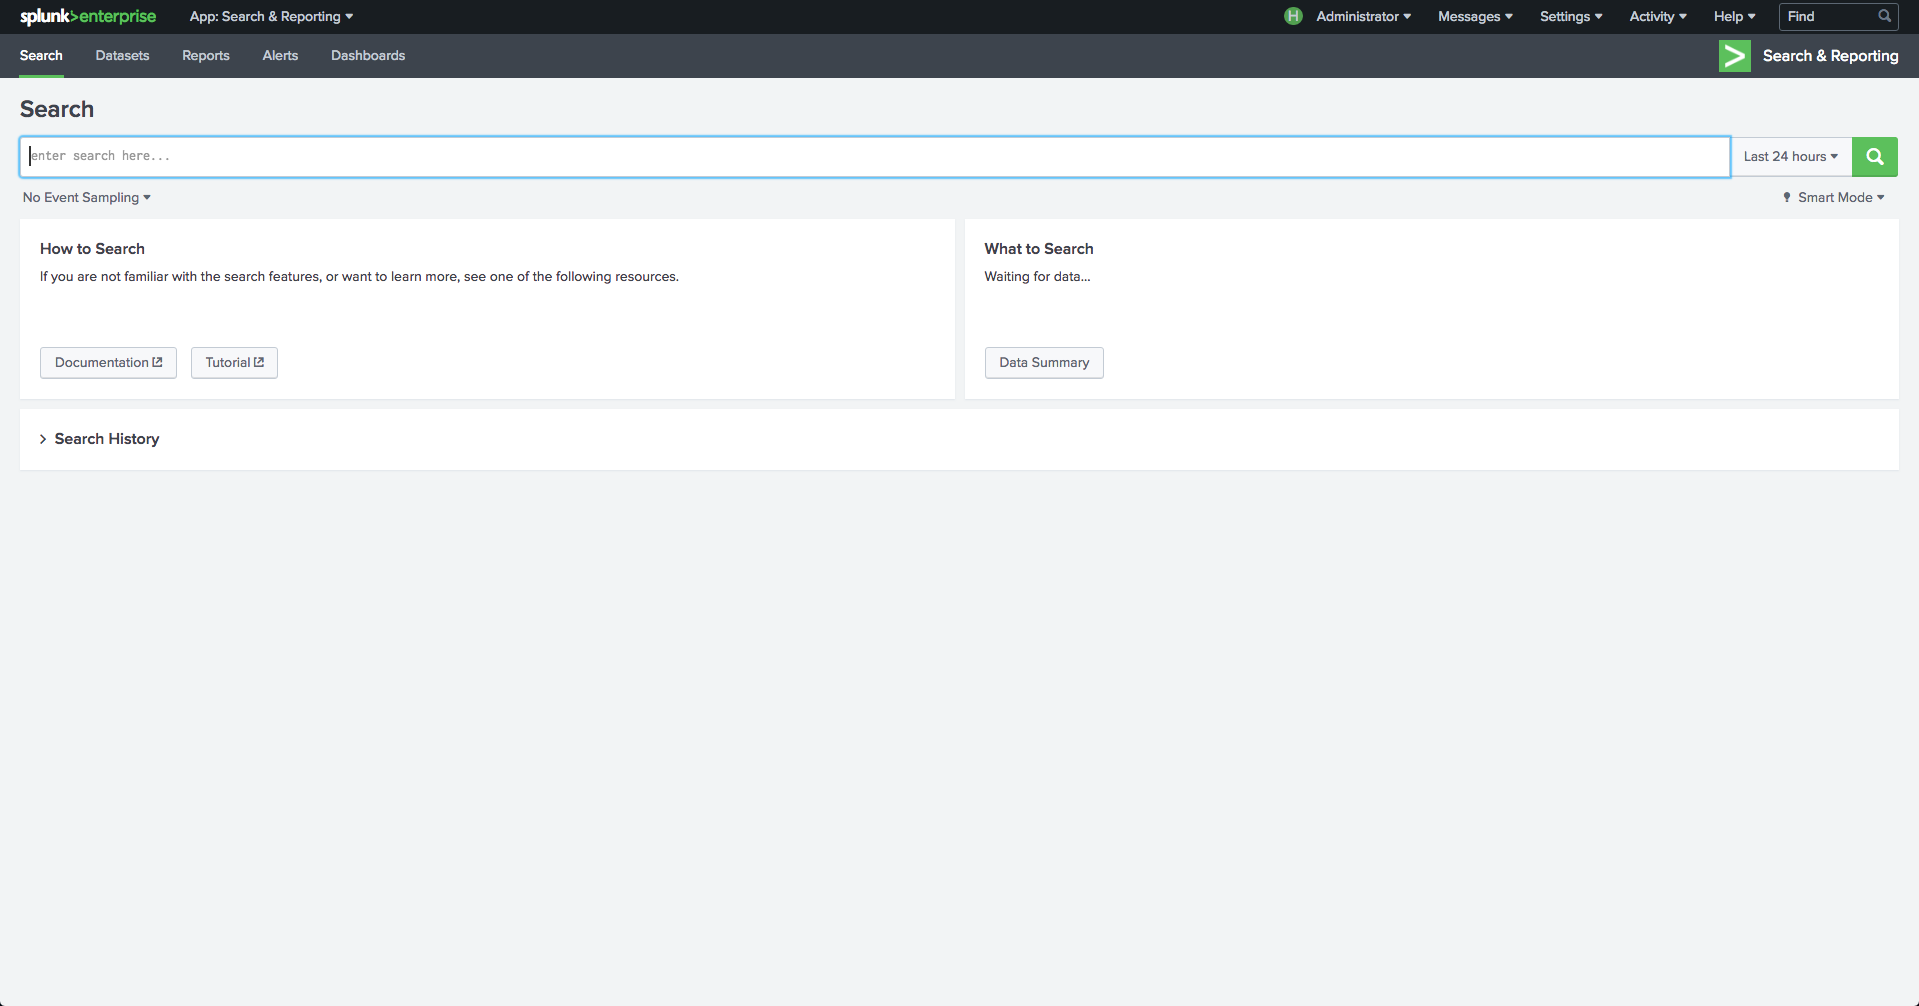 splunk>enterprise App: Search & Reporting H Administrator Messages Settings Activity Help Find
Search Datasets Reports Alerts Dashboards > Search & Reporting
Search
enter search here... Last 24 hours
No Event Sampling Smart Mode
How to Search
If you are not familiar with the search features, or want to learn more, see one of the following resources.
Documentation Tutorial
What to Search
Waiting for data...
Data Summary
Search History